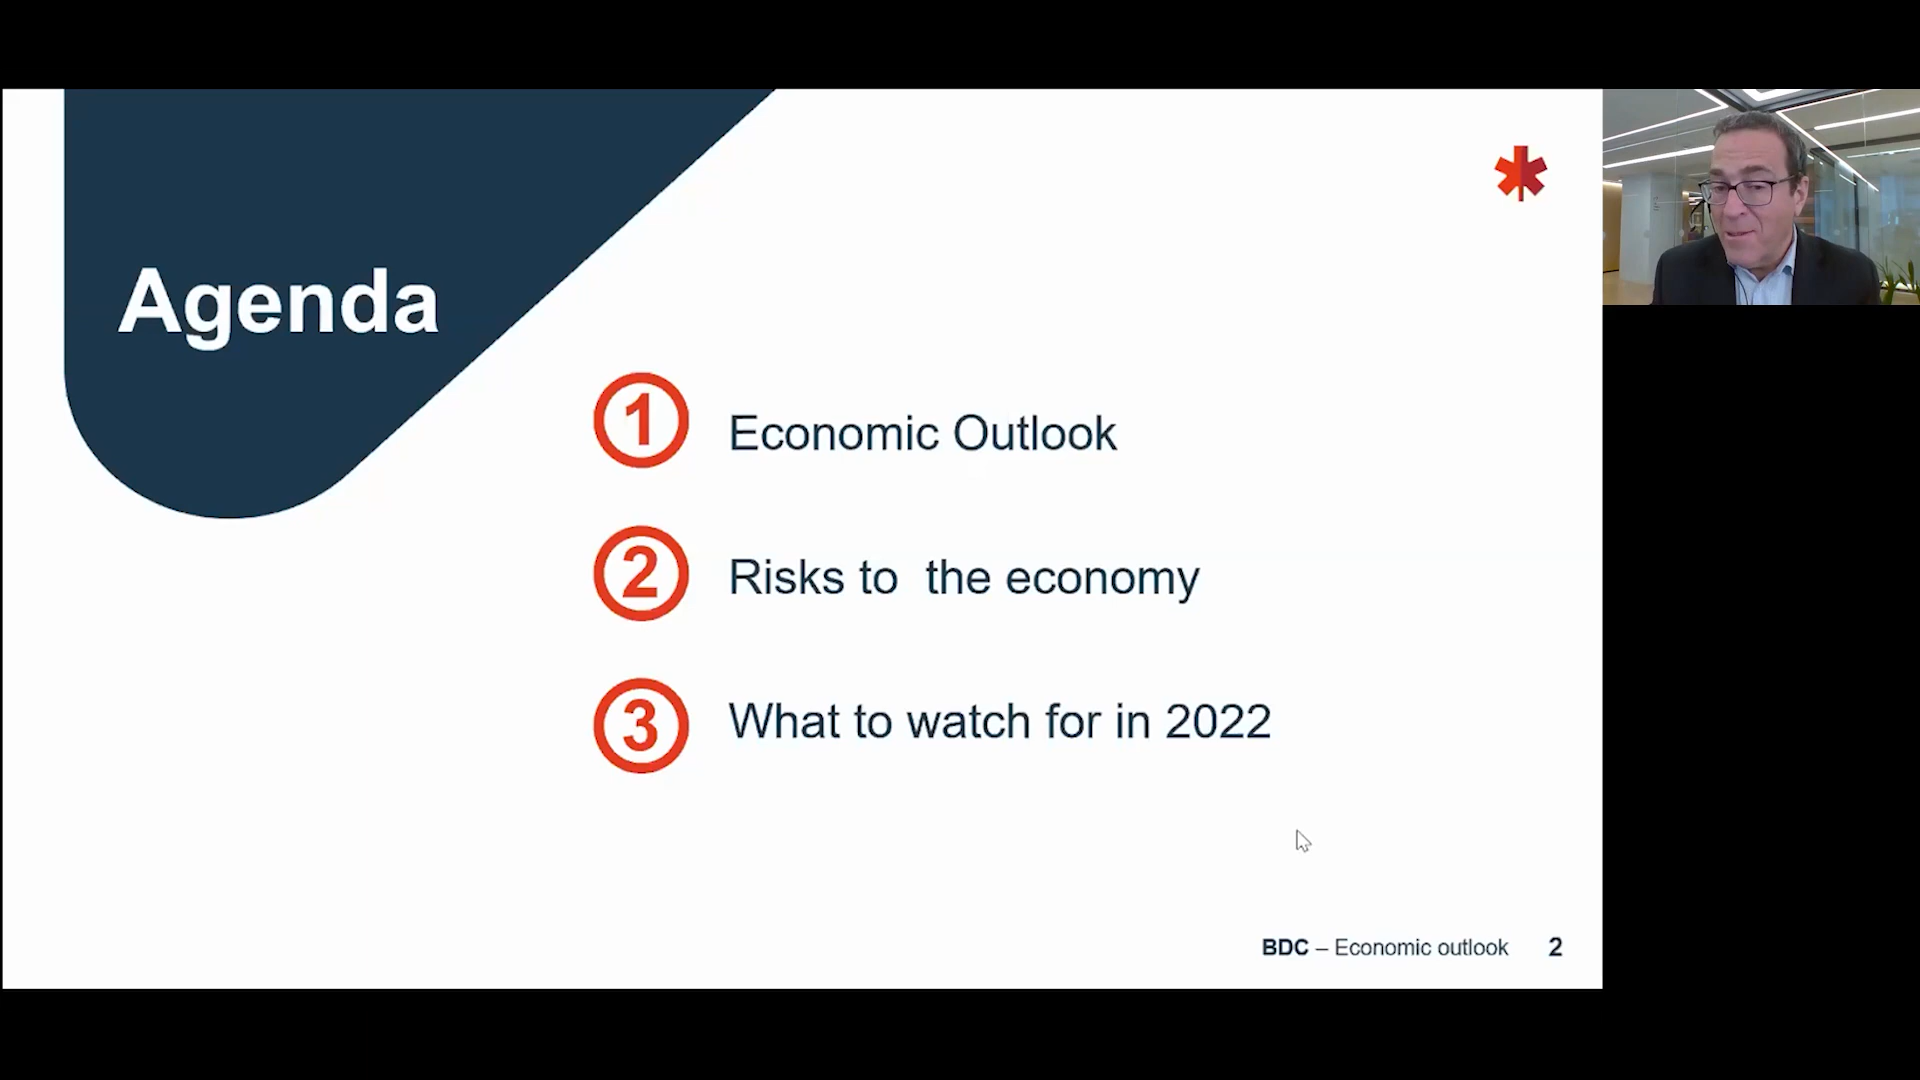 Agenda
1 Economic Outlook
2 Risks to  the economy
3 What to watch for in 2022
BDC – Economic outlook 2